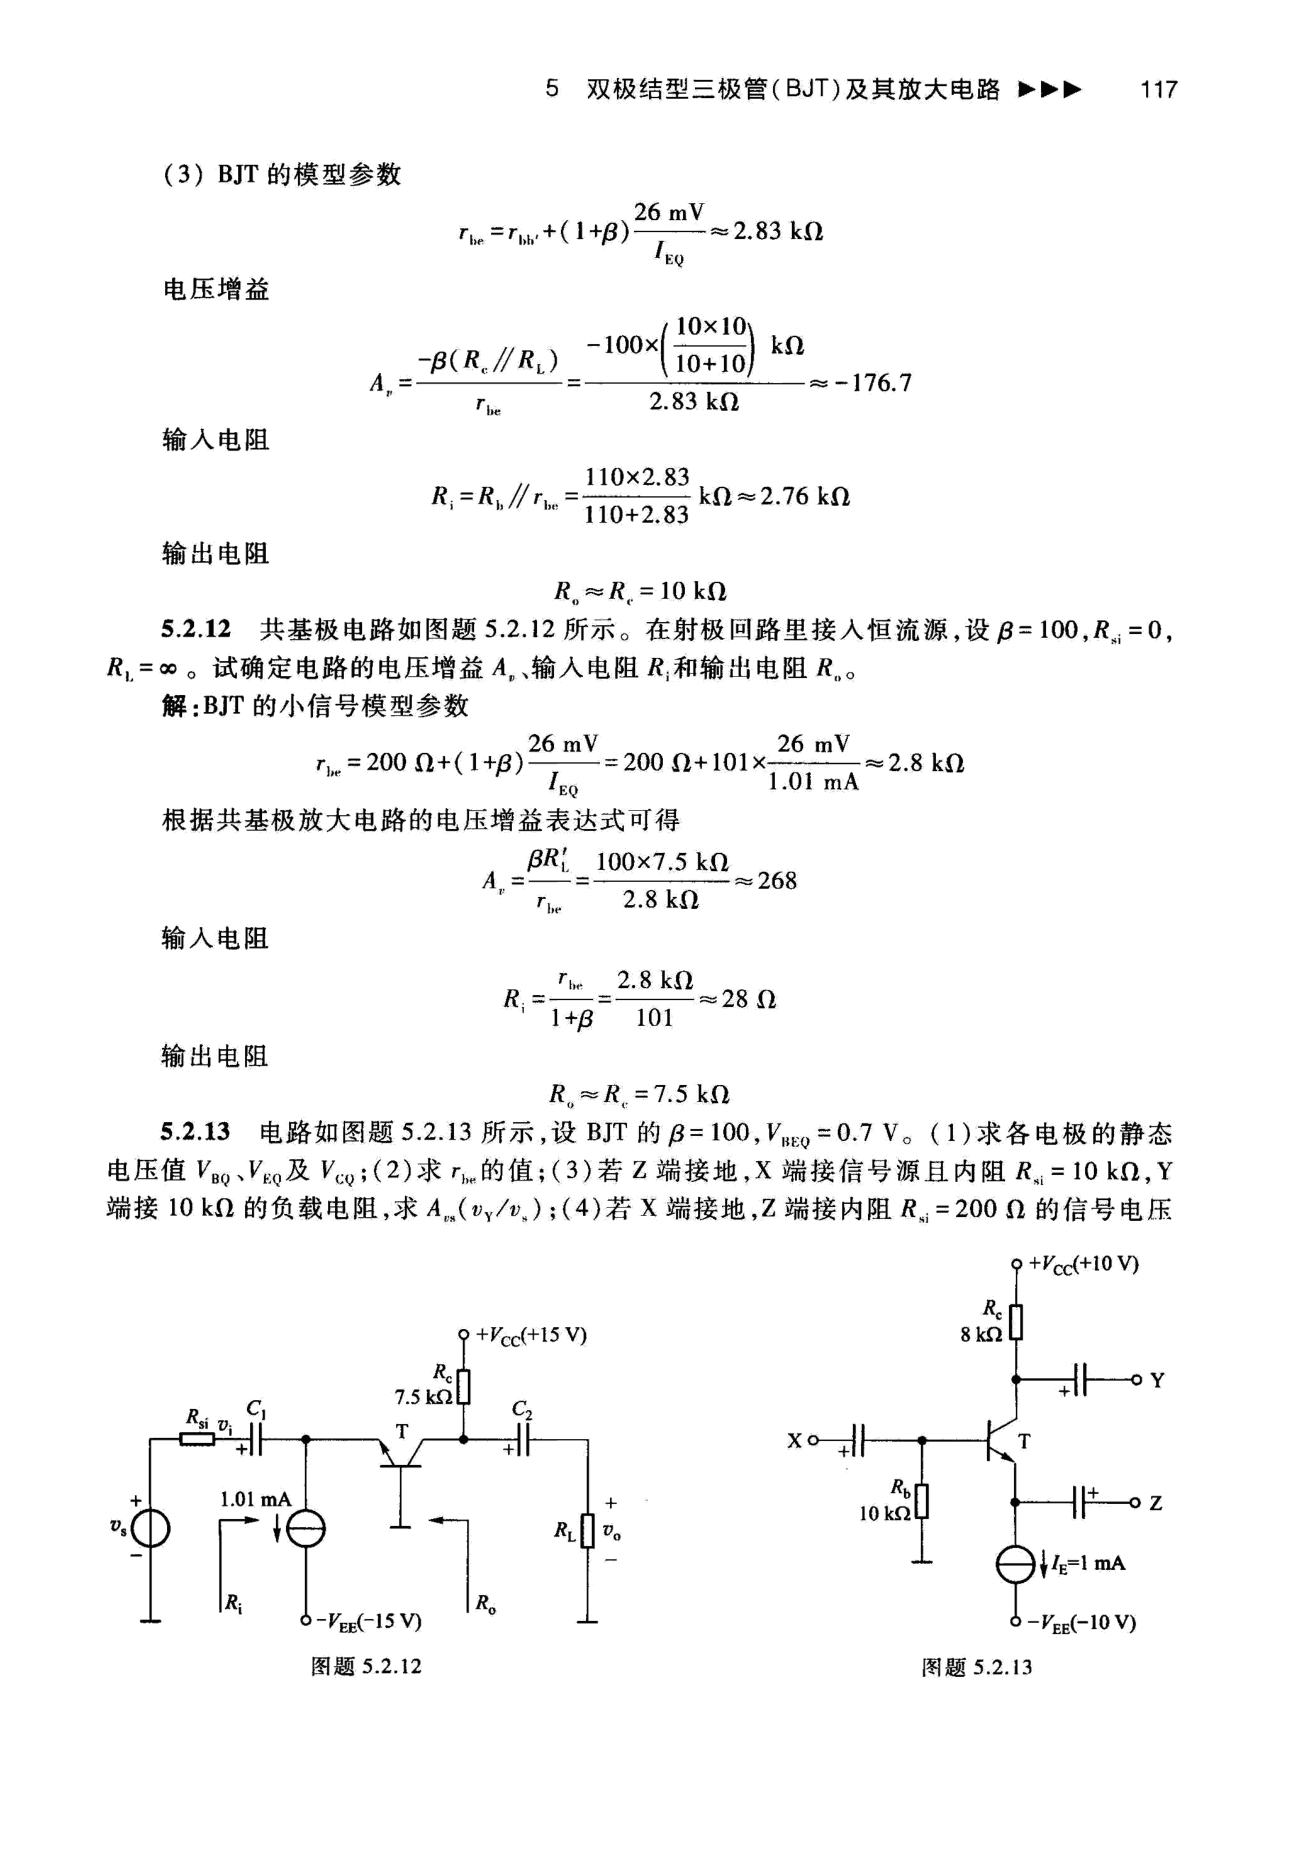 5 双极结型三极管(BJT)及其放大电路 ▶▶▶ 117
(3) BJT 的模型参数
r_be = r_bb' + (1+β) 26 mV / I_EQ ≈ 2.83 kΩ
电压增益
A_v = -β(R_c∥R_L) / r_be = -100×(10×10 / 10+10) kΩ / 2.83 kΩ ≈ -176.7
输入电阻
R_i = R_b∥r_be = 110×2.83 / 110+2.83 kΩ ≈ 2.76 kΩ
输出电阻
R_o ≈ R_c = 10 kΩ
5.2.12 共基极电路如图题 5.2.12 所示。在射极回路里接入恒流源,设 β=100,R_si=0,
R_L=∞。试确定电路的电压增益 A_v、输入电阻 R_i和输出电阻 R_o。
解:BJT 的小信号模型参数
r_be = 200 Ω+(1+β) 26 mV / I_EQ = 200 Ω+101× 26 mV / 1.01 mA ≈ 2.8 kΩ
根据共基极放大电路的电压增益表达式可得
A_v = βR'_L / r_be = 100×7.5 kΩ / 2.8 kΩ ≈ 268
输入电阻
R_i = r_be / 1+β = 2.8 kΩ / 101 ≈ 28 Ω
输出电阻
R_o ≈ R_c = 7.5 kΩ
5.2.13 电路如图题 5.2.13 所示,设 BJT 的 β=100,V_BEQ=0.7 V。(1)求各电极的静态
电压值 V_BQ、V_EQ及 V_CQ;(2)求 r_be的值;(3)若 Z 端接地,X 端接信号源且内阻 R_si=10 kΩ,Y
端接 10 kΩ 的负载电阻,求 A_vs(v_Y/v_s);(4)若 X 端接地,Z 端接内阻 R_si=200 Ω 的信号电压
+V_CC(+15 V)
R_c
7.5 kΩ
R_si v_i C_1
+
T
C_2
+
1.01 mA
+
v_s
-
R_i
-V_EE(-15 V)
R_o
R_L
+
v_o
-
图题 5.2.12
+V_CC(+10 V)
R_c
8 kΩ
+
Y
X
+
T
R_b
10 kΩ
+
Z
I_E=1 mA
-V_EE(-10 V)
图题 5.2.13